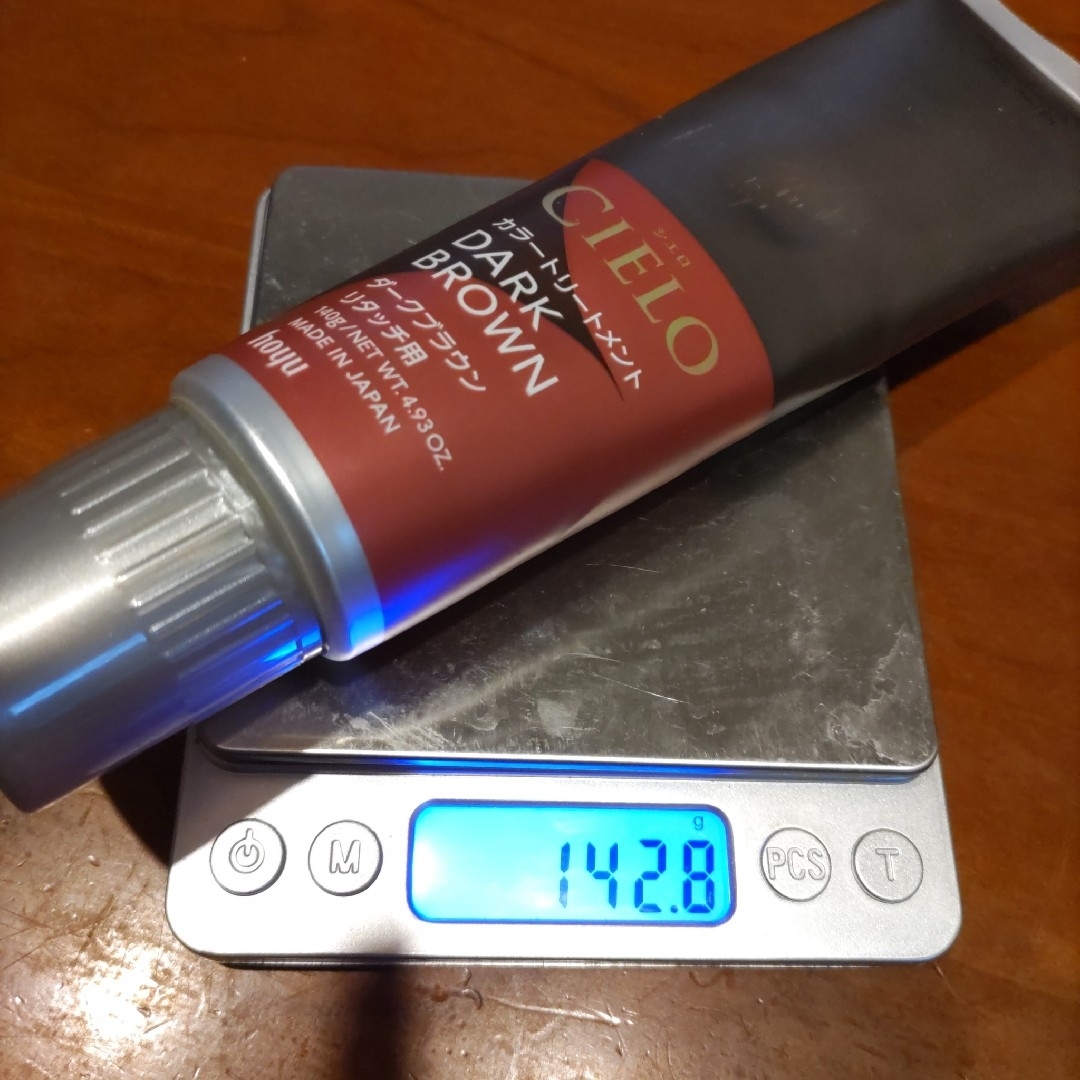 CIELO
シエロ
カラートリートメント
DARK
BROWN
ダークブラウン
リタッチ用
140g/NET WT. 4.93 OZ.
MADE IN JAPAN
hoyu
g
142.8
M
PCS
T